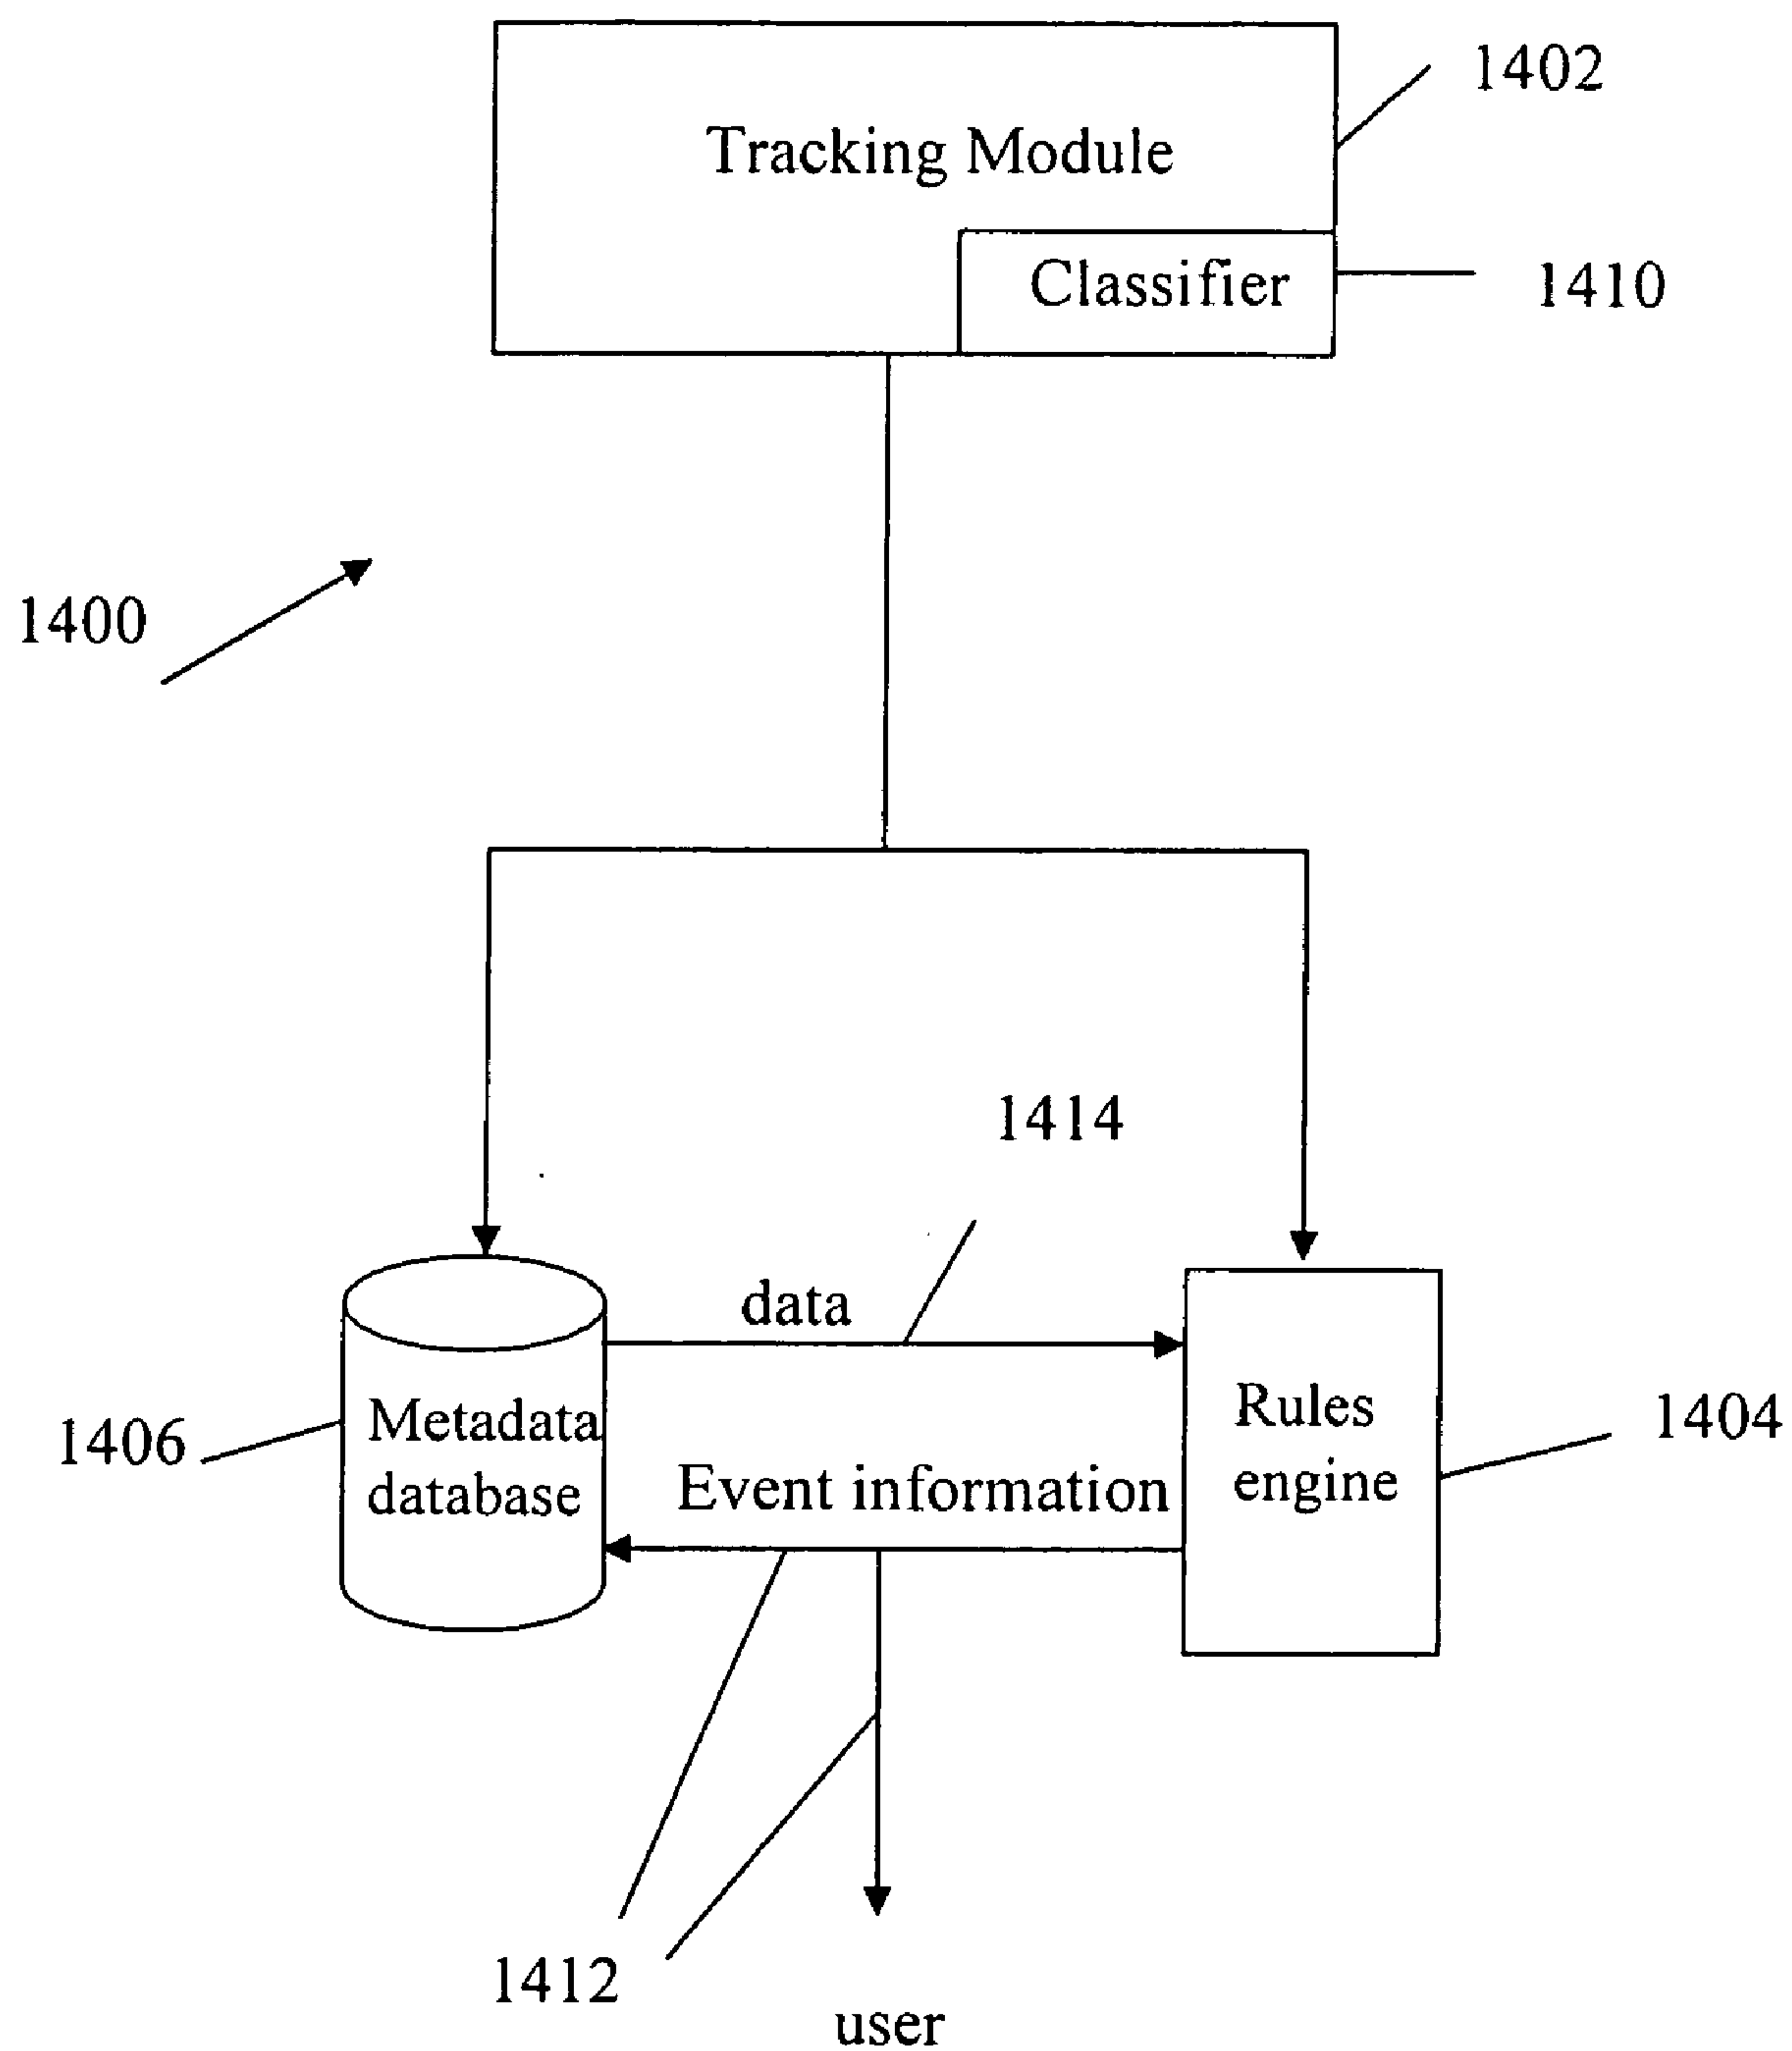 1402
Tracking Module
Classifier
1410
1400
1414
data
Metadata
database
1406
Rules
engine
1404
Event information
1412
user